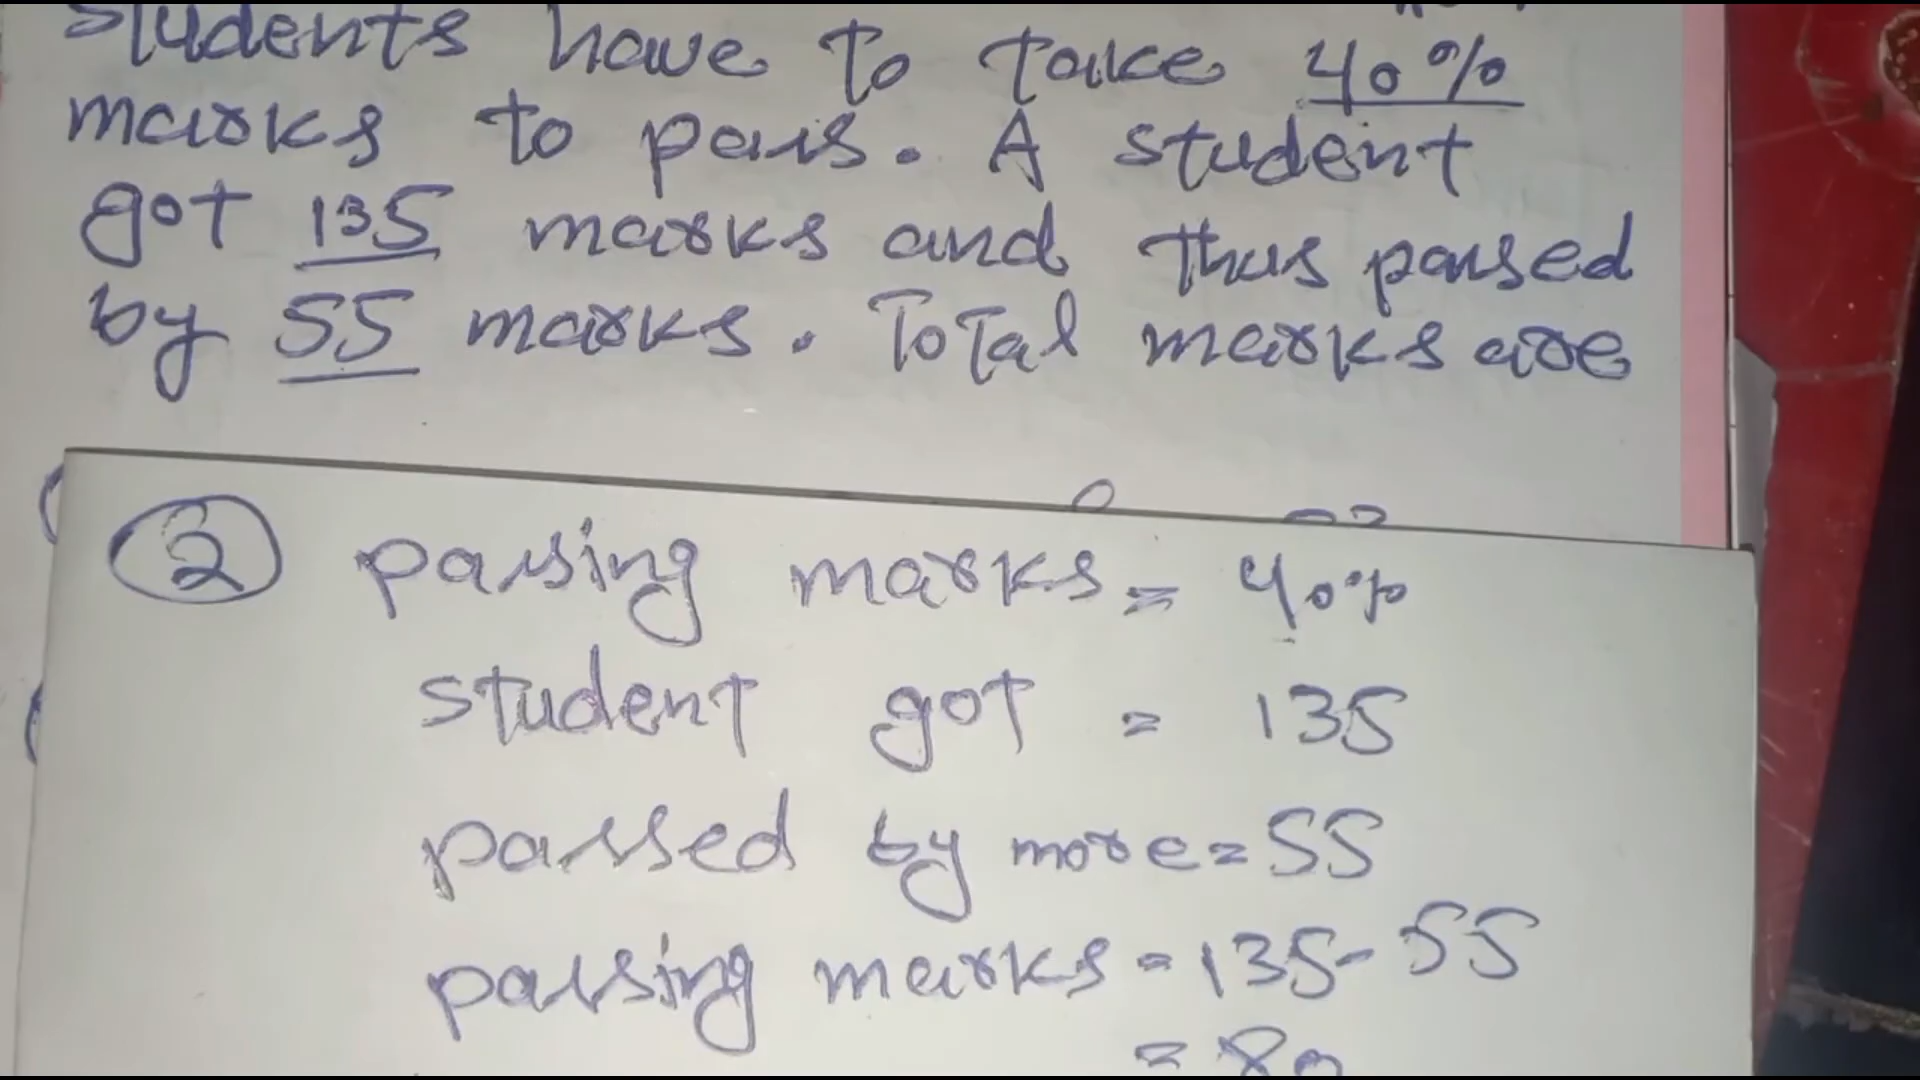 students have to take 40%
marks to pass. A student
got 135 marks and thus passed
by 55 marks. Total marks are
2 passing marks = 40%
student got = 135
passed by more = 55
passing marks = 135 - 55
= 80